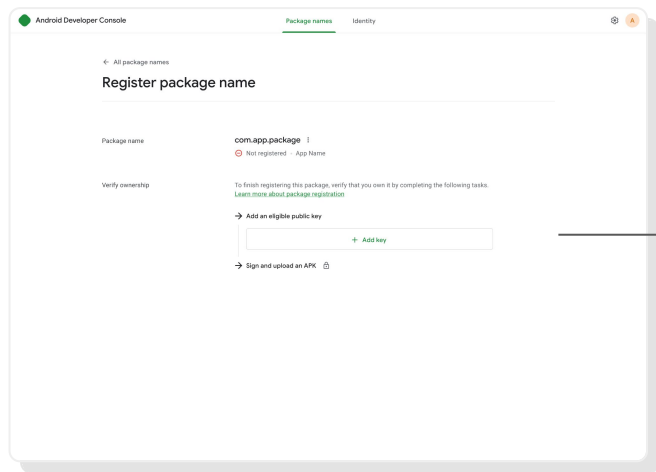 Android Developer Console
Package names
Identity
A
All package names
Register package name
Package name
com.app.package
Not registered · App Name
Verify ownership
To finish registering this package, verify that you own it by completing the following tasks.
Learn more about package registration
Add an eligible public key
+ Add key
Sign and upload an APK